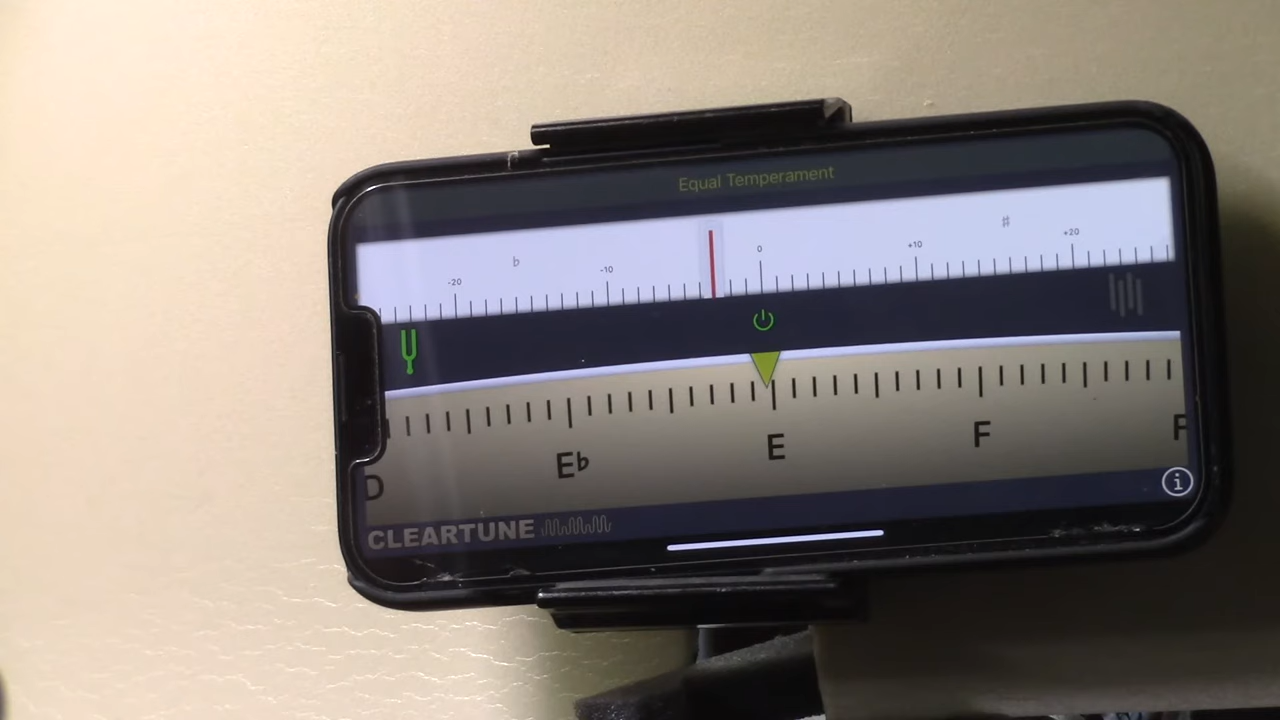 Equal Temperament
♭ ♯
-20 -10 0 +10 +20
D E♭ E F
CLEARTUNE
i